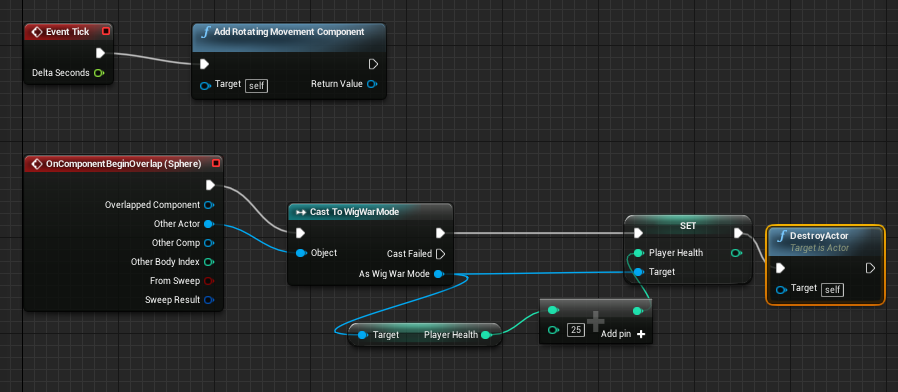 Event Tick
Delta Seconds
f Add Rotating Movement Component
Target self
Return Value
OnComponentBeginOverlap (Sphere)
Overlapped Component
Other Actor
Other Comp
Other Body Index
From Sweep
Sweep Result
Cast To WigWarMode
Object
Cast Failed
As Wig War Mode
Target
Player Health
25
Add pin +
SET
Player Health
Target
f DestroyActor
Target is Actor
Target self